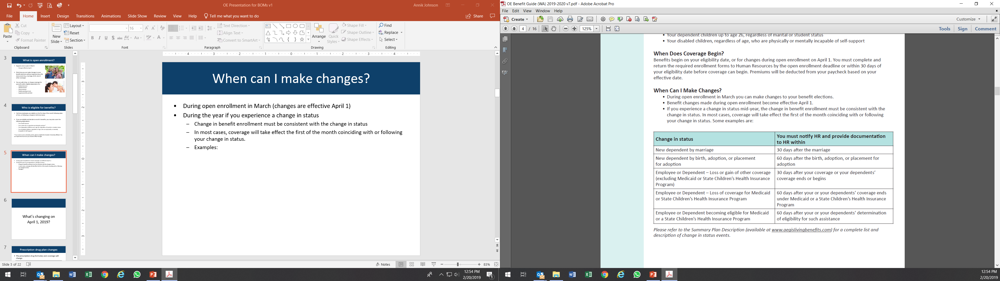 OE Presentation for BOMs v1
Annik Johnson
File Home Insert Design Transitions Animations Slide Show Review View Help Tell me what you want to do
Share
Paste
Cut
Copy
Format Painter
Clipboard
New
Slide
Layout
Reset
Section
Slides
16
B I U S abc AV Aa A
Font
Text Direction
Align Text
Convert to SmartArt
Paragraph
Arrange
Quick
Styles
Shape Fill
Shape Outline
Shape Effects
Drawing
Find
Replace
Select
Editing
3
What is open enrollment?
4
Who is eligible for benefits?
5
When can I make changes?
6
What's changing on
April 1, 2019?
7
Prescription drug plan changes
• The prescription drug formulary and coverage will
change.
When can I make changes?
• During open enrollment in March (changes are effective April 1)
• During the year if you experience a change in status
– Change in benefit enrollment must be consistent with the change in status
– In most cases, coverage will take effect the first of the month coinciding with or following
your change in status.
– Examples:
Slide 5 of 22
Notes
83%
12:54 PM
2/20/2019
OE Benefit Guide (WA) 2019-2020 v7.pdf - Adobe Acrobat Pro
File Edit View Window Help
Create
Customize
4 / 16
125%
Tools Sign Comment
• Your dependent children up to age 26, regardless of marital or student status
• Your disabled children, regardless of age, who are physically or mentally incapable of self-support
When Does Coverage Begin?
Benefits begin on your eligibility date, or for changes during open enrollment on April 1. You must complete and
return the required enrollment forms to Human Resources by the open enrollment deadline or within 30 days of
your eligibility date before coverage can begin. Premiums will be deducted from your paycheck based on your
effective date.
When Can I Make Changes?
• During open enrollment in March you can make changes to your benefit elections.
• Benefit changes made during open enrollment become effective April 1.
• If you experience a change in status mid-year, the change in benefit enrollment must be consistent with the
change in status. In most cases, coverage will take effect the first of the month coinciding with or following
your change in status. Some examples are:
Change in status
You must notify HR and provide documentation
to HR within
New dependent by marriage
30 days after the marriage
New dependent by birth, adoption, or placement
for adoption
60 days after the birth, adoption, or placement for
adoption
Employee or Dependent – Loss or gain of other coverage
(excluding Medicaid or State Children's Health Insurance
Program)
30 days after your coverage or your dependents'
coverage ends or begins
Employee or Dependent – Loss of coverage for Medicaid
or State Children's Health Insurance Program
60 days after your or your dependents' coverage ends
under Medicaid or a State Children's Health Insurance
Program
Employee or Dependent becoming eligible for Medicaid
or a State Children's Health Insurance Program
60 days after your or your dependents' determination
of eligibility for such assistance
Please refer to the Summary Plan Description (available at www.aegislivingbenefits.com) for a complete list and
description of change in status events.
12:54 PM
2/20/2019